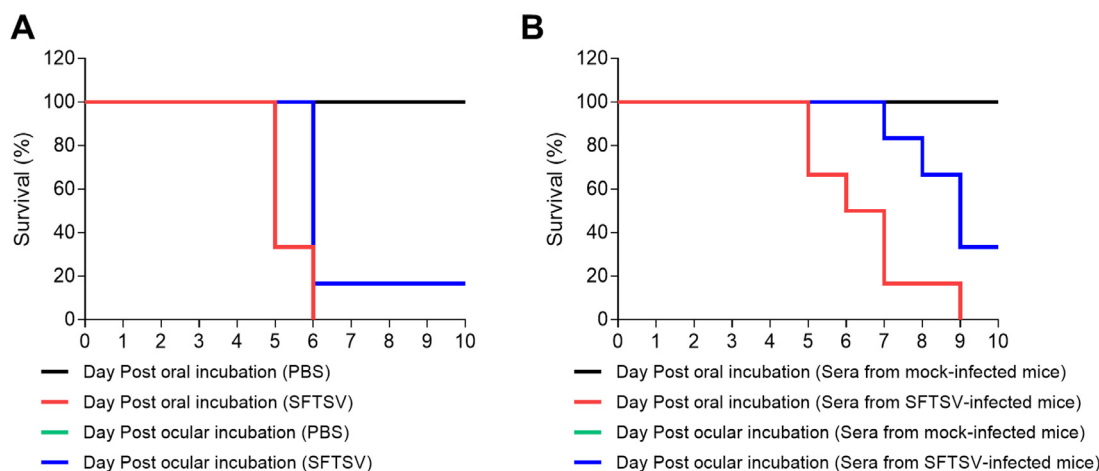 A
Survival (%)
120
100
80
60
40
20
0
0 1 2 3 4 5 6 7 8 9 10
Day Post oral incubation (PBS)
Day Post oral incubation (SFTSV)
Day Post ocular incubation (PBS)
Day Post ocular incubation (SFTSV)
B
Survival (%)
120
100
80
60
40
20
0
0 1 2 3 4 5 6 7 8 9 10
Day Post oral incubation (Sera from mock-infected mice)
Day Post oral incubation (Sera from SFTSV-infected mice)
Day Post ocular incubation (Sera from mock-infected mice)
Day Post ocular incubation (Sera from SFTSV-infected mice)